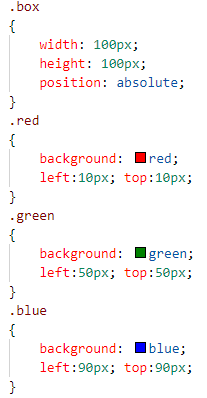 .box
{
    width: 100px;
    height: 100px;
    position: absolute;
}
.red
{
    background: red;
    left:10px; top:10px;
}
.green
{
    background: green;
    left:50px; top:50px;
}
.blue
{
    background: blue;
    left:90px; top:90px;
}